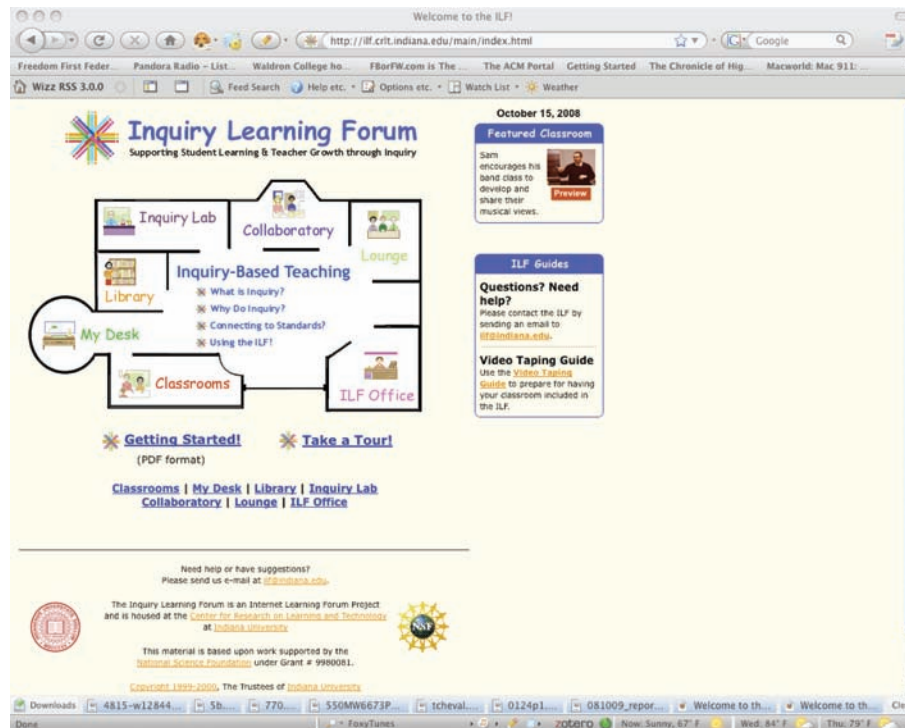 Welcome to the ILF!
http://ilf.crlt.indiana.edu/main/index.html
Google
Freedom First Feder... Pandora Radio – List... Waldron College ho... FBorFW.com is The ... The ACM Portal Getting Started The Chronicle of Hig... Macworld: Mac 911: ...
Wizz RSS 3.0.0 Feed Search Help etc. Options etc. Watch List Weather
Inquiry Learning Forum
Supporting Student Learning & Teacher Growth through Inquiry
Inquiry Lab
Collaboratory
Lounge
Library
Inquiry-Based Teaching
What is Inquiry?
Why Do Inquiry?
Connecting to Standards?
Using the ILF!
My Desk
Classrooms
ILF Office
Getting Started! Take a Tour!
(PDF format)
Classrooms | My Desk | Library | Inquiry Lab
Collaboratory | Lounge | ILF Office
October 15, 2008
Featured Classroom
Sam
encourages his
band class to
develop and
share their
musical views.
Preview
ILF Guides
Questions? Need
help?
Please contact the ILF by
sending an email to
ilf@indiana.edu.
Video Taping Guide
Use the Video Taping
Guide to prepare for having
your classroom included in
the ILF.
Need help or have suggestions?
Please send us e-mail at ilf@indiana.edu.
The Inquiry Learning Forum is an Internet Learning Forum Project
and is housed at the Center for Research on Learning and Technology
at Indiana University
This material is based upon work supported by the
National Science Foundation under Grant # 9980081.
Copyright 1999-2000, The Trustees of Indiana University
NSF
Downloads 4815-w12844... 5b.... 770... 550MW6673P... tcheval... 0124p1.... 081009_repor... Welcome to th... Welcome to th... Cle
Done FoxyTunes zotero Now: Sunny, 67° F Wed: 84° F Thu: 79° F